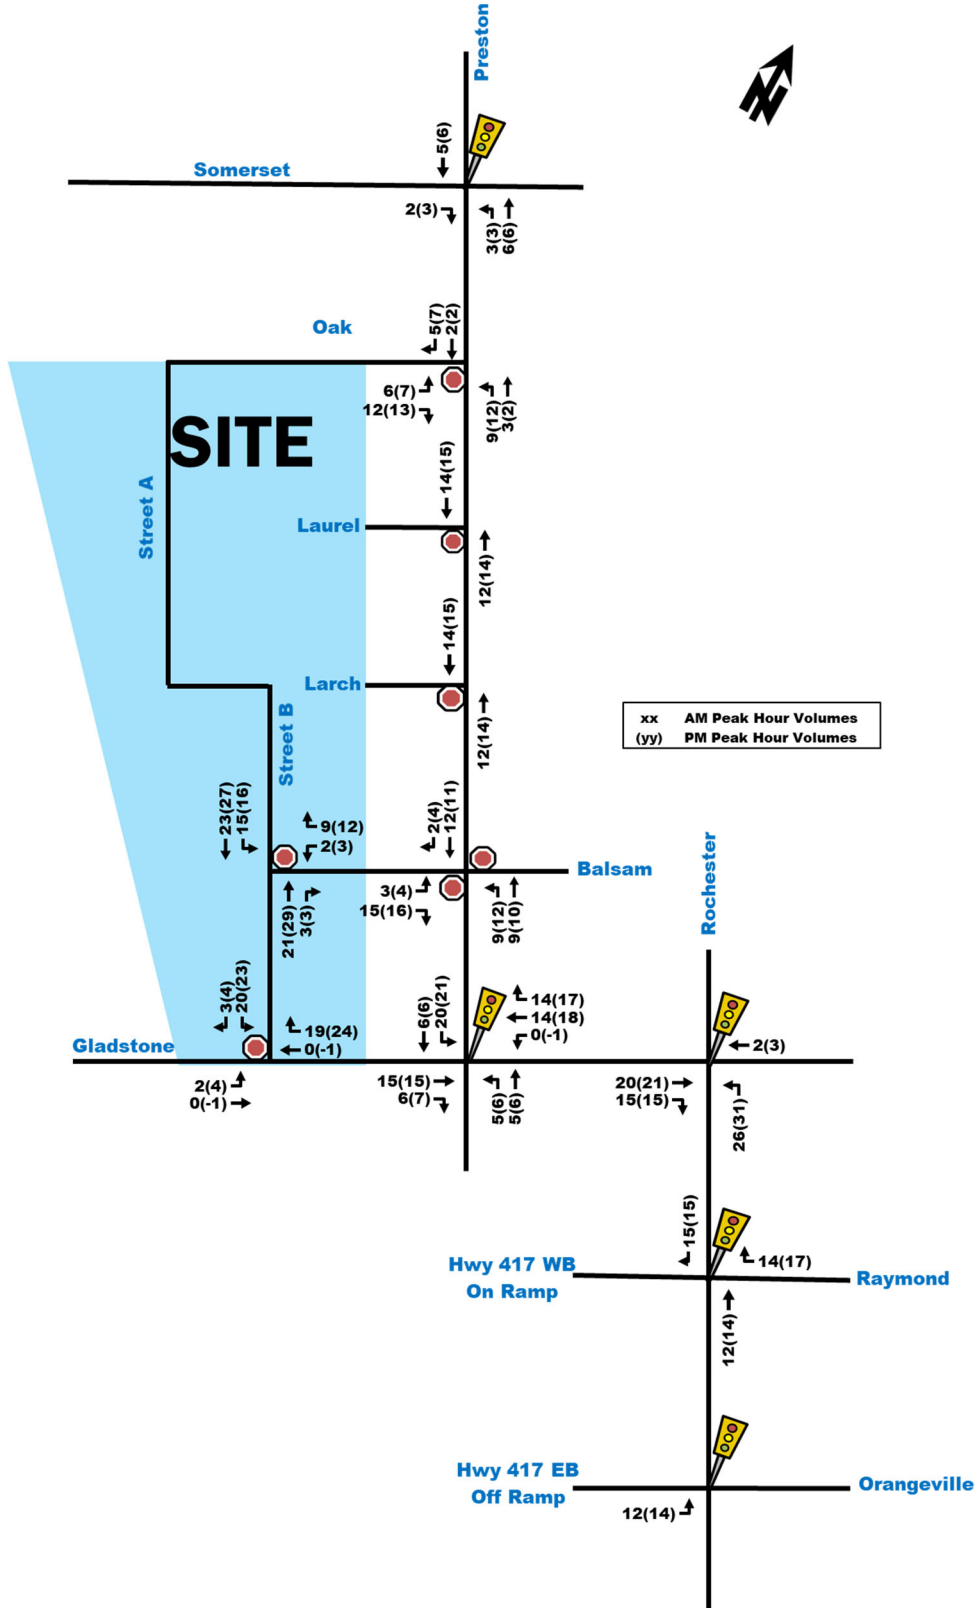 Preston
N
5(6)
Somerset
2(3)
3(3)
6(6)
Oak
5(7)
2(2)
6(7)
12(13)
9(12)
3(2)
SITE
Street A
14(15)
Laurel
12(14)
14(15)
Larch
12(14)
Street B
xx AM Peak Hour Volumes
(yy) PM Peak Hour Volumes
23(27)
15(16)
9(12)
2(3)
2(4)
12(11)
Balsam
3(4)
15(16)
21(29)
3(3)
9(12)
9(10)
Rochester
3(4)
20(23)
19(24)
0(-1)
6(6)
20(21)
14(17)
14(18)
0(-1)
Gladstone
2(3)
2(4)
0(-1)
15(15)
6(7)
5(6)
5(6)
20(21)
15(15)
26(31)
15(15)
14(17)
Hwy 417 WB
On Ramp
Raymond
12(14)
Hwy 417 EB
Off Ramp
Orangeville
12(14)